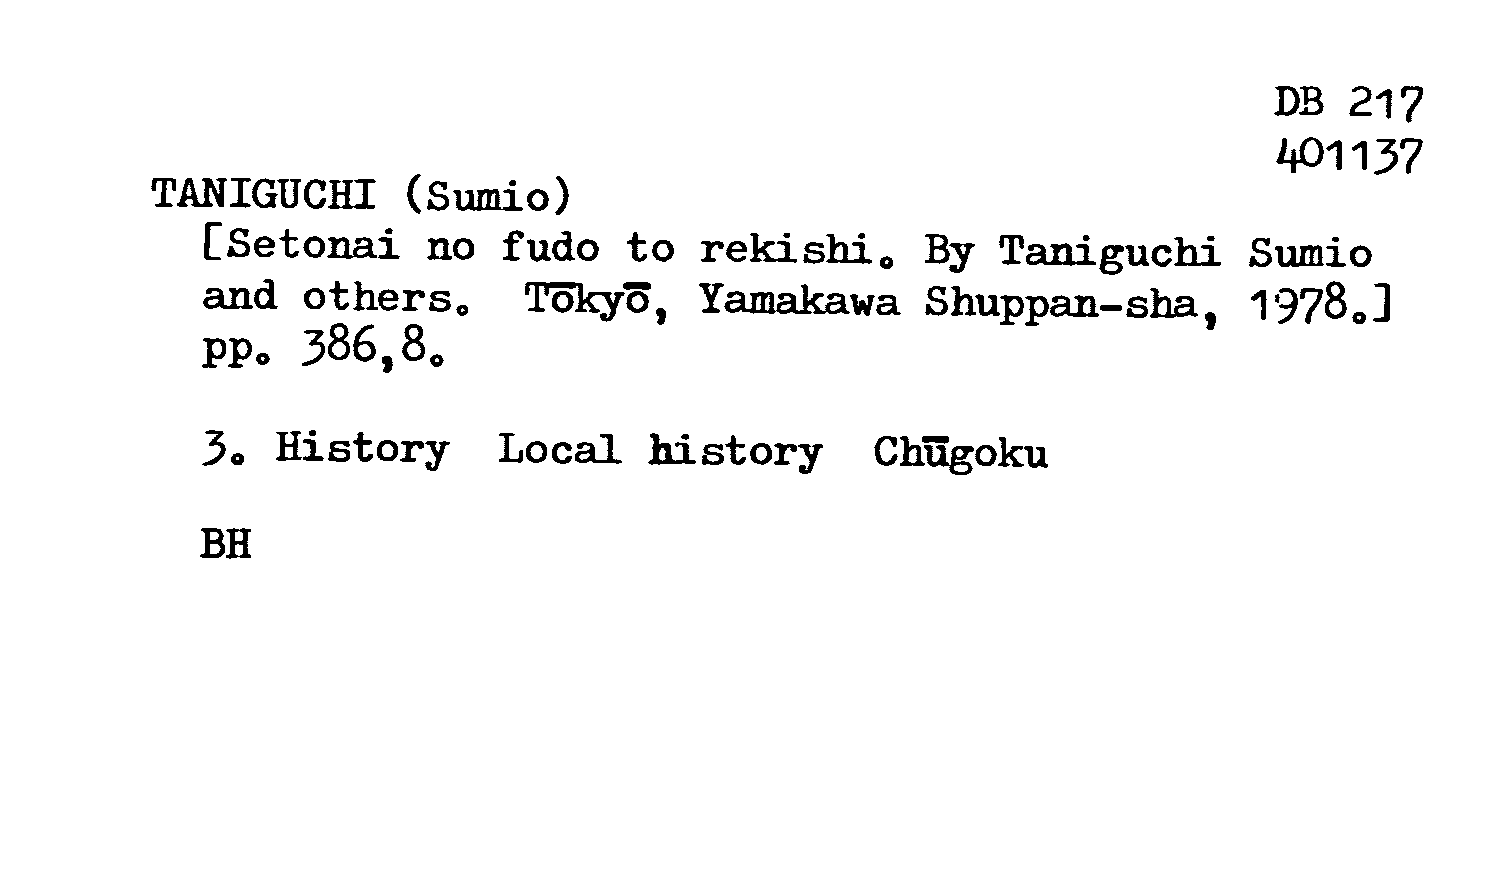 DB 217
401137
TANIGUCHI (Sumio)
[Setonai no fudo to rekishi. By Taniguchi Sumio
and others. Tōkyō, Yamakawa Shuppan-sha, 1978.]
pp. 386,8.
3. History Local history Chūgoku
BH